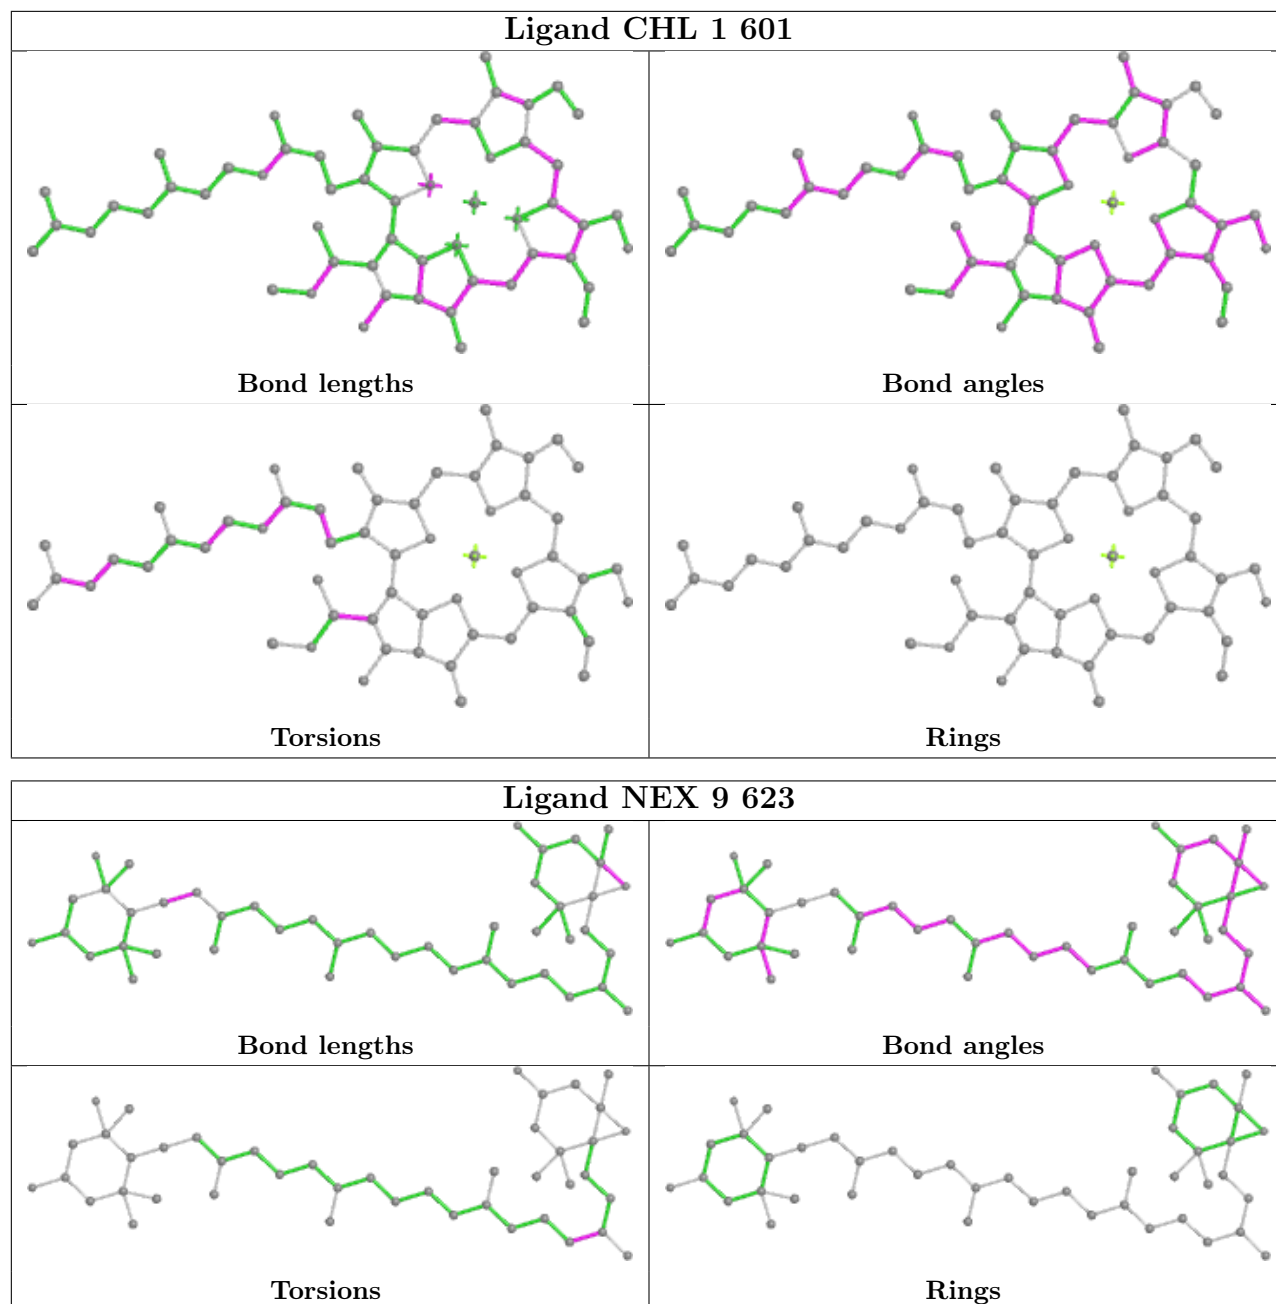 Ligand CHL 1 601
Bond lengths
Bond angles
Torsions
Rings
Ligand NEX 9 623
Bond lengths
Bond angles
Torsions
Rings